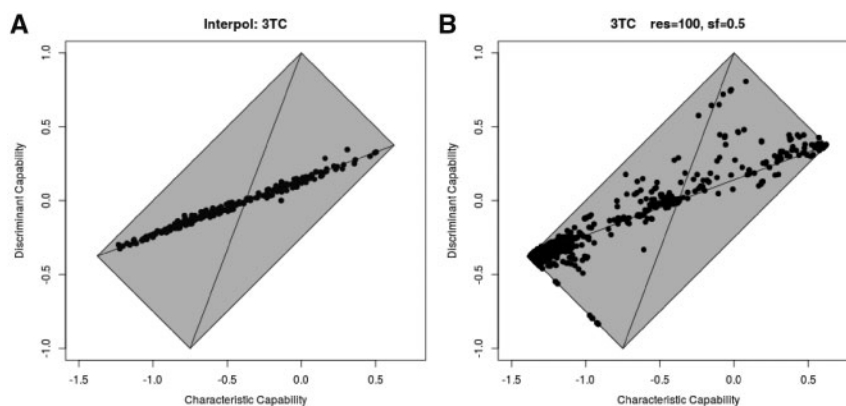 A
Interpol: 3TC
Discriminant Capability
1.0
0.5
0.0
-0.5
-1.0
-1.5
-1.0
-0.5
0.0
0.5
Characteristic Capability
B
3TC res=100, sf=0.5
Discriminant Capability
1.0
0.5
0.0
-0.5
-1.0
-1.5
-1.0
-0.5
0.0
0.5
Characteristic Capability